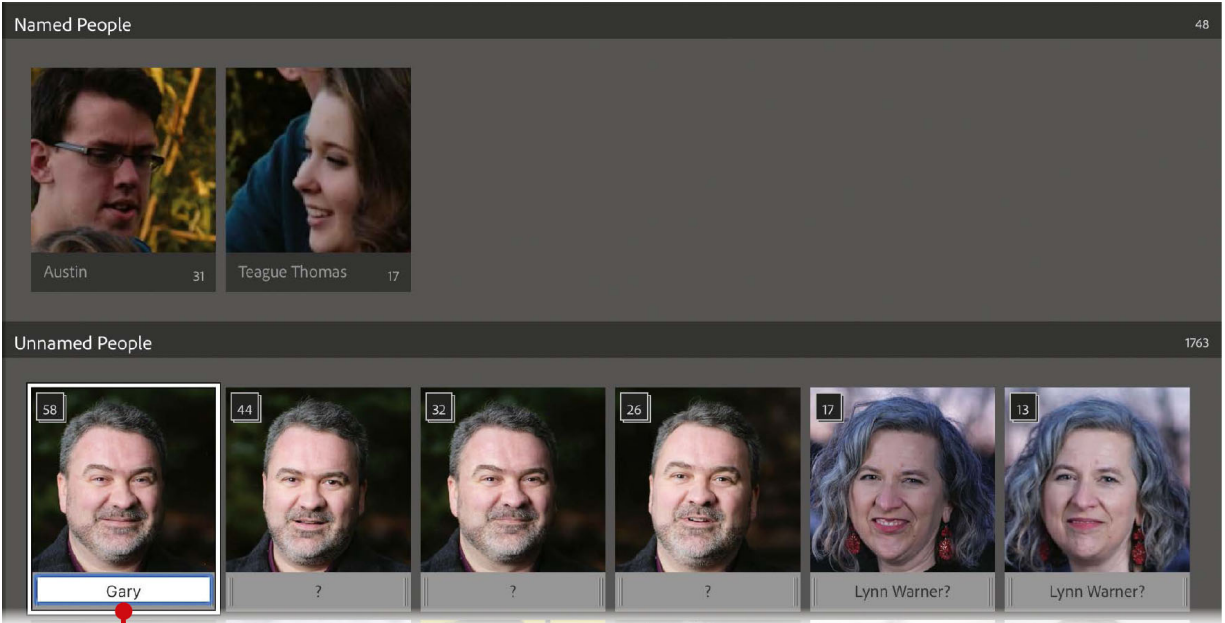 Named People 48
Austin 31 Teague Thomas 17
Unnamed People 1763
58 44 32 26 17 13
Gary ? ? ? Lynn Warner? Lynn Warner?